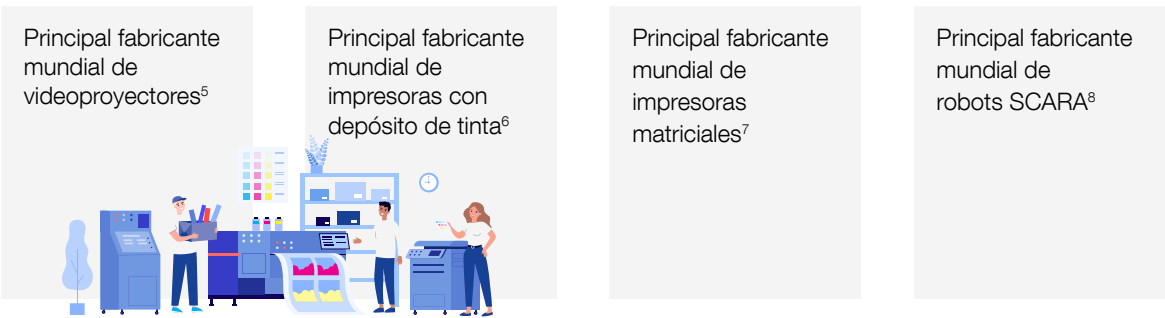 Principal fabricante
mundial de
videoproyectores⁵
Principal fabricante
mundial de
impresoras con
depósito de tinta⁶
Principal fabricante
mundial de
impresoras
matriciales⁷
Principal fabricante
mundial de
robots SCARA⁸